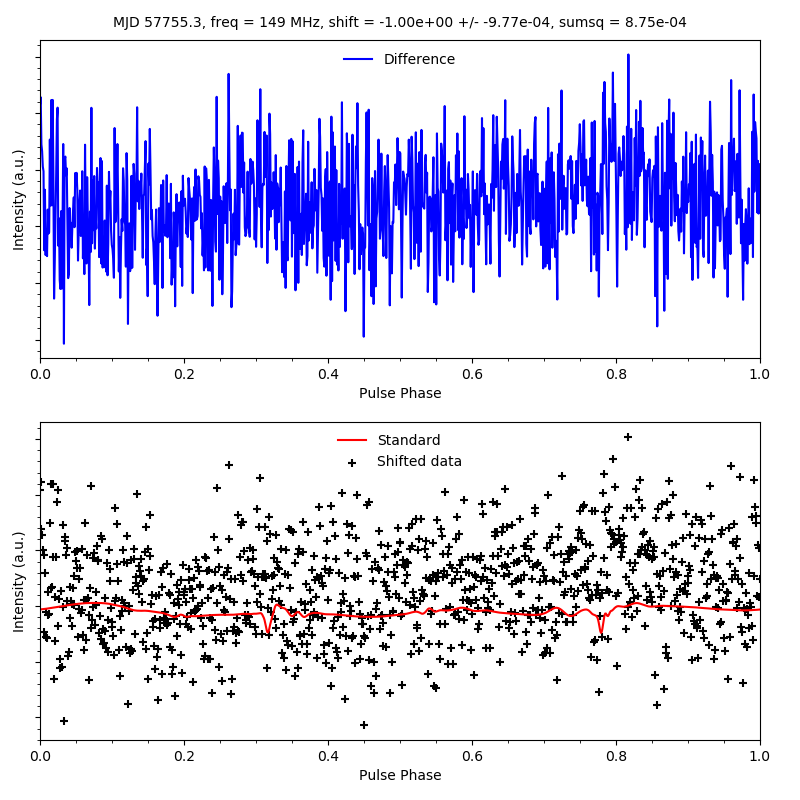 MJD 57755.3, freq = 149 MHz, shift = -1.00e+00 +/- -9.77e-04, sumsq = 8.75e-04
Difference
Intensity (a.u.)
0.0 0.2 0.4 0.6 0.8 1.0
Pulse Phase
Standard
Shifted data
Intensity (a.u.)
0.0 0.2 0.4 0.6 0.8 1.0
Pulse Phase